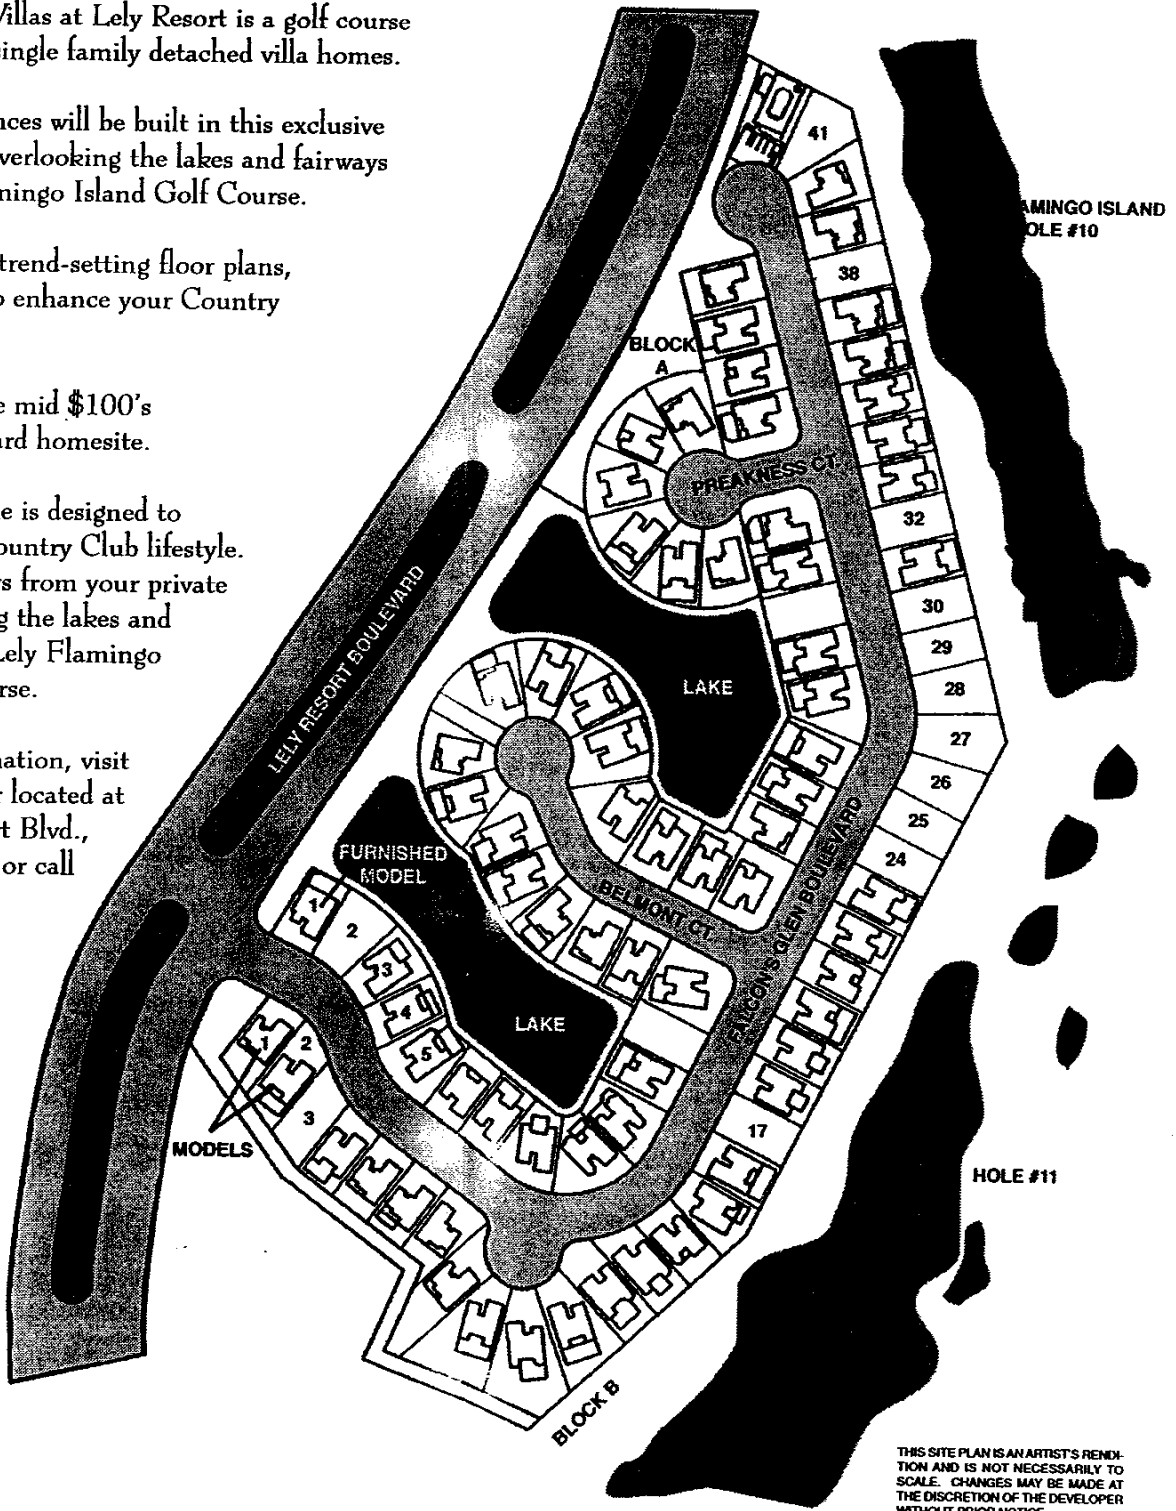 Villas at Lely Resort is a golf course
single family detached villa homes.
nces will be built in this exclusive
verlooking the lakes and fairways
mingo Island Golf Course.
trend-setting floor plans,
o enhance your Country
e mid $100's
ard homesite.
e is designed to
ountry Club lifestyle.
s from your private
g the lakes and
Lely Flamingo
rse.
nation, visit
r located at
t Blvd.,
or call
41
AMINGO ISLAND
OLE #10
38
BLOCK
A
PREAKNESS CT.
32
30
29
28
27
26
25
24
LELY RESORT BOULEVARD
LAKE
FURNISHED
MODEL
BELMONT CT.
FALCON'S GLEN BOULEVARD
1
2
3
4
5
LAKE
1
2
3
MODELS
17
HOLE #11
BLOCK B
THIS SITE PLAN IS AN ARTIST'S RENDI-
TION AND IS NOT NECESSARILY TO
SCALE. CHANGES MAY BE MADE AT
THE DISCRETION OF THE DEVELOPER
WITHOUT PRIOR NOTICE